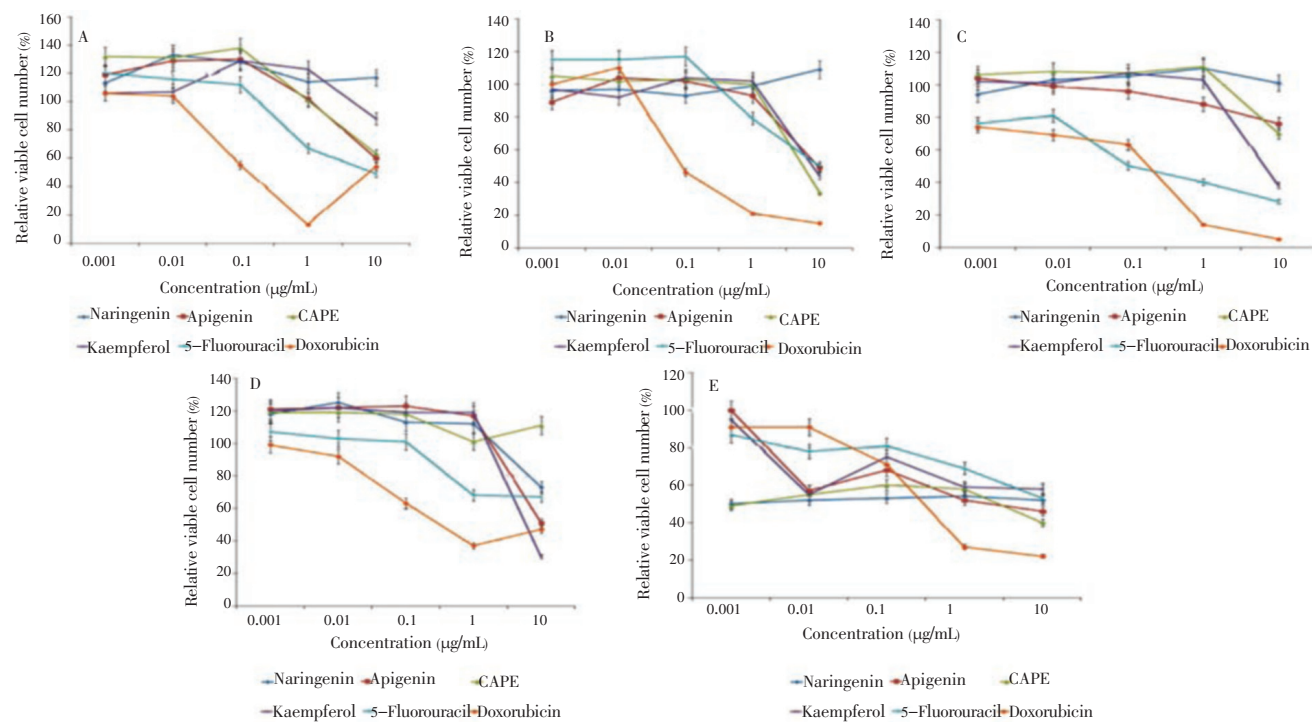 A
Relative viable cell number (%)
160
140
120
100
80
60
40
20
0
0.001 0.01 0.1 1 10
Concentration (μg/mL)
Naringenin Apigenin CAPE
Kaempferol 5–Fluorouracil Doxorubicin
B
Relative viable cell number (%)
140
120
100
80
60
40
20
0
0.001 0.01 0.1 1 10
Concentration (μg/mL)
Naringenin Apigenin CAPE
Kaempferol 5–Fluorouracil Doxorubicin
C
Relative viable cell number (%)
140
120
100
80
60
40
20
0
0.001 0.01 0.1 1 10
Concentration (μg/mL)
Naringenin Apigenin CAPE
Kaempferol 5–Fluorouracil Doxorubicin
D
Relative viable cell number (%)
140
120
100
80
60
40
20
0
0.001 0.01 0.1 1 10
Concentration (μg/mL)
Naringenin Apigenin CAPE
Kaempferol 5–Fluorouracil Doxorubicin
E
Relative viable cell number (%)
120
100
80
60
40
20
0
0.001 0.01 0.1 1 10
Concentration (μg/mL)
Naringenin Apigenin CAPE
Kaempferol 5–Fluorouracil Doxorubicin